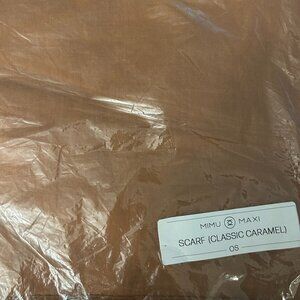 MIMU MAXI
SCARF (CLASSIC CARAMEL)
OS